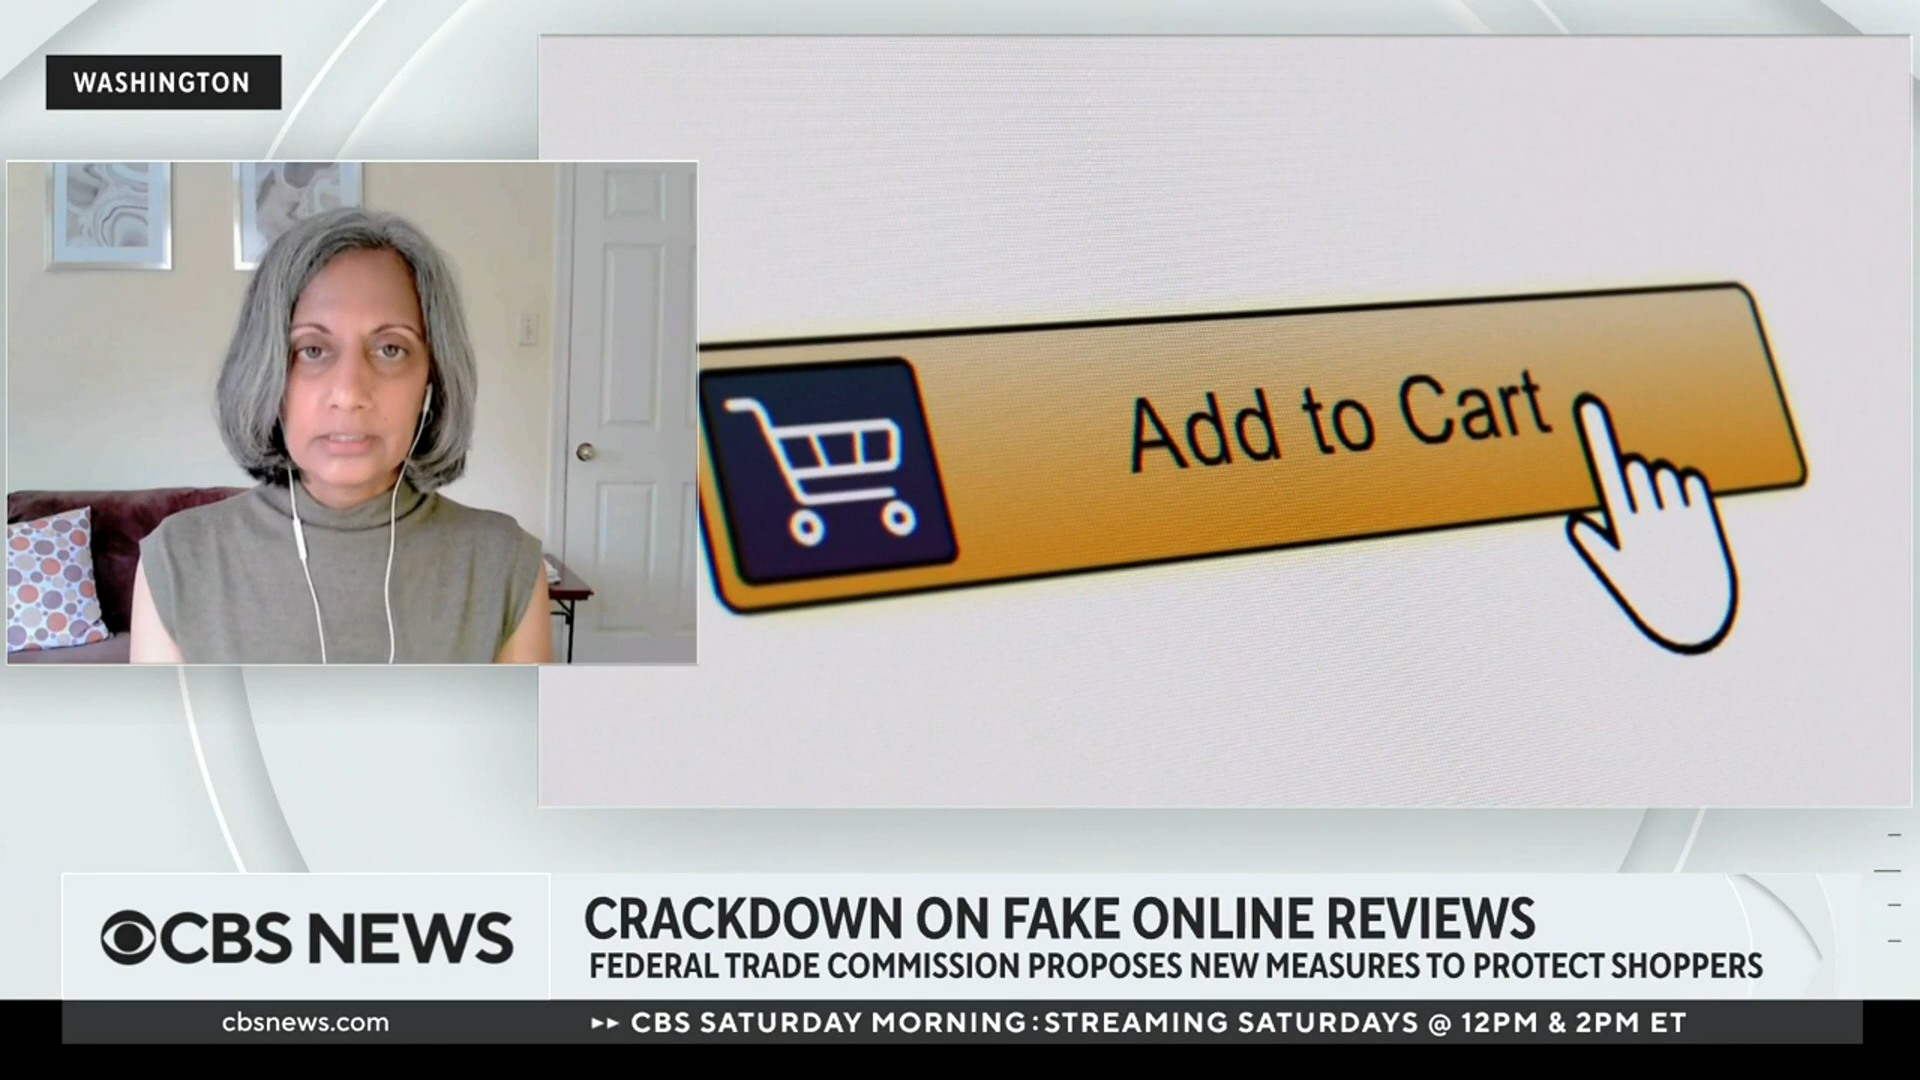 WASHINGTON
Add to Cart
CBS NEWS
CRACKDOWN ON FAKE ONLINE REVIEWS
FEDERAL TRADE COMMISSION PROPOSES NEW MEASURES TO PROTECT SHOPPERS
cbsnews.com
CBS SATURDAY MORNING: STREAMING SATURDAYS @ 12PM & 2PM ET